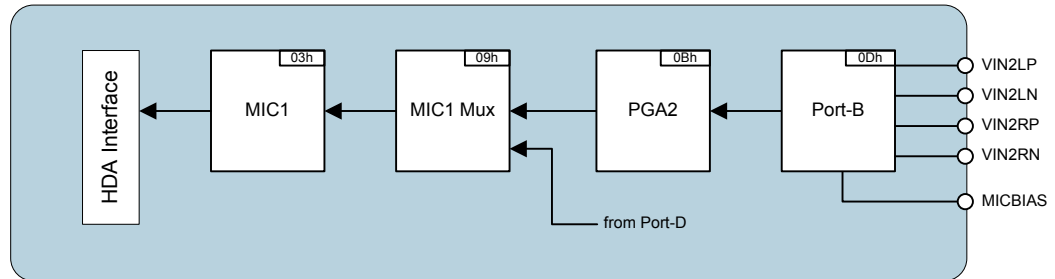 HDA Interface
03h
MIC1
09h
MIC1 Mux
0Bh
PGA2
0Dh
Port-B
VIN2LP
VIN2LN
VIN2RP
VIN2RN
MICBIAS
from Port-D